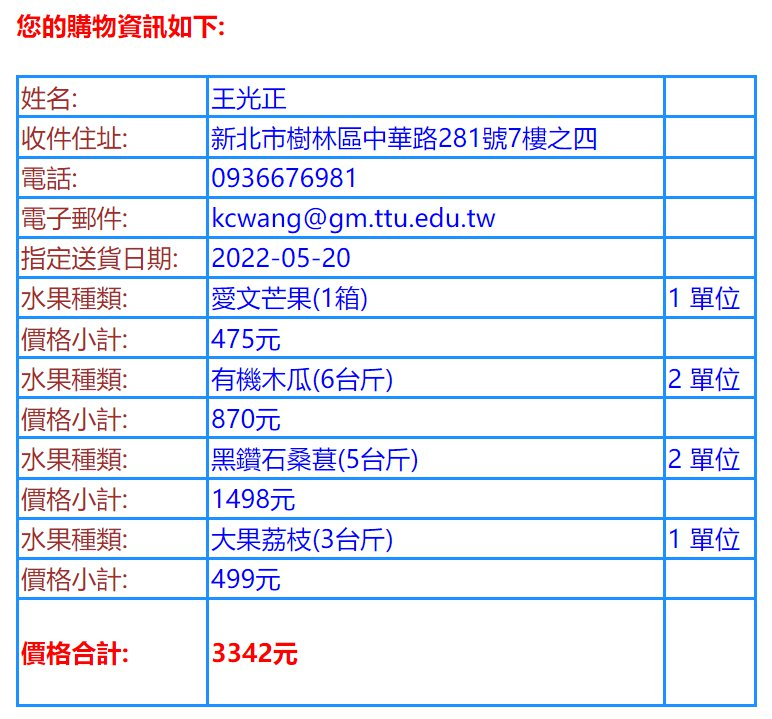 您的購物資訊如下:
姓名: 王光正
收件住址: 新北市樹林區中華路281號7樓之四
電話: 0936676981
電子郵件: kcwang@gm.ttu.edu.tw
指定送貨日期: 2022-05-20
水果種類: 愛文芒果(1箱) 1 單位
價格小計: 475元
水果種類: 有機木瓜(6台斤) 2 單位
價格小計: 870元
水果種類: 黑鑽石桑葚(5台斤) 2 單位
價格小計: 1498元
水果種類: 大果荔枝(3台斤) 1 單位
價格小計: 499元
價格合計: 3342元